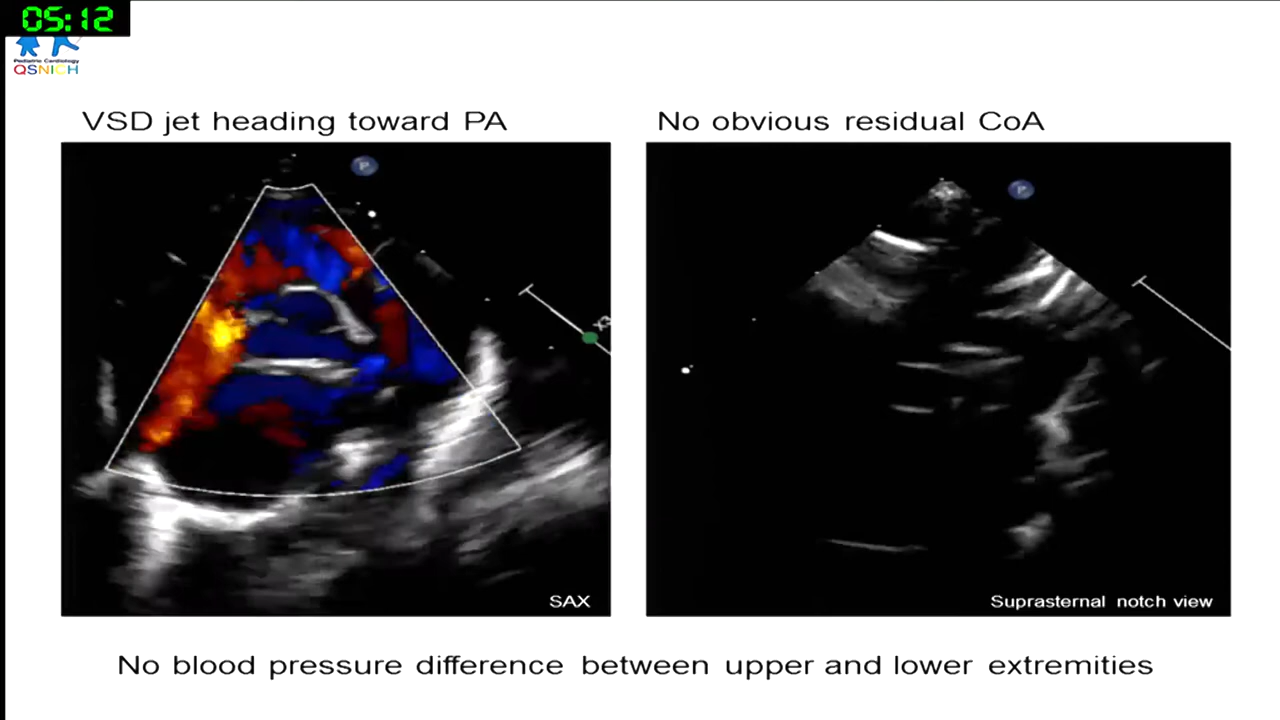 05:12
Pediatric Cardiology
QSNICH
VSD jet heading toward PA
No obvious residual CoA
P
P
X3
SAX
Suprasternal notch view
No blood pressure difference between upper and lower extremities